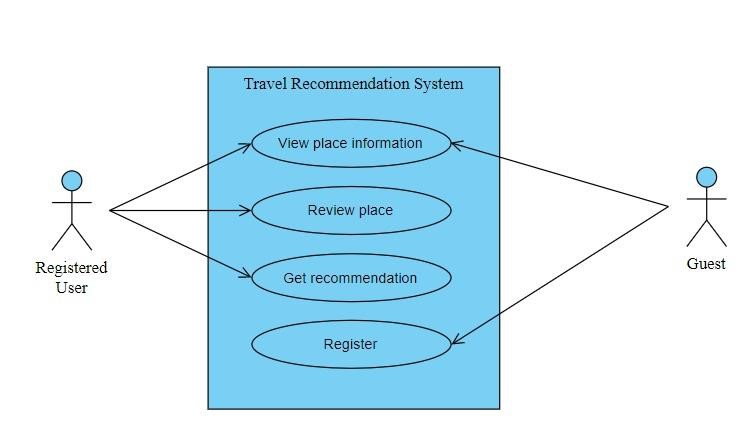 Travel Recommendation System
View place information
Review place
Get recommendation
Register
Registered
User
Guest